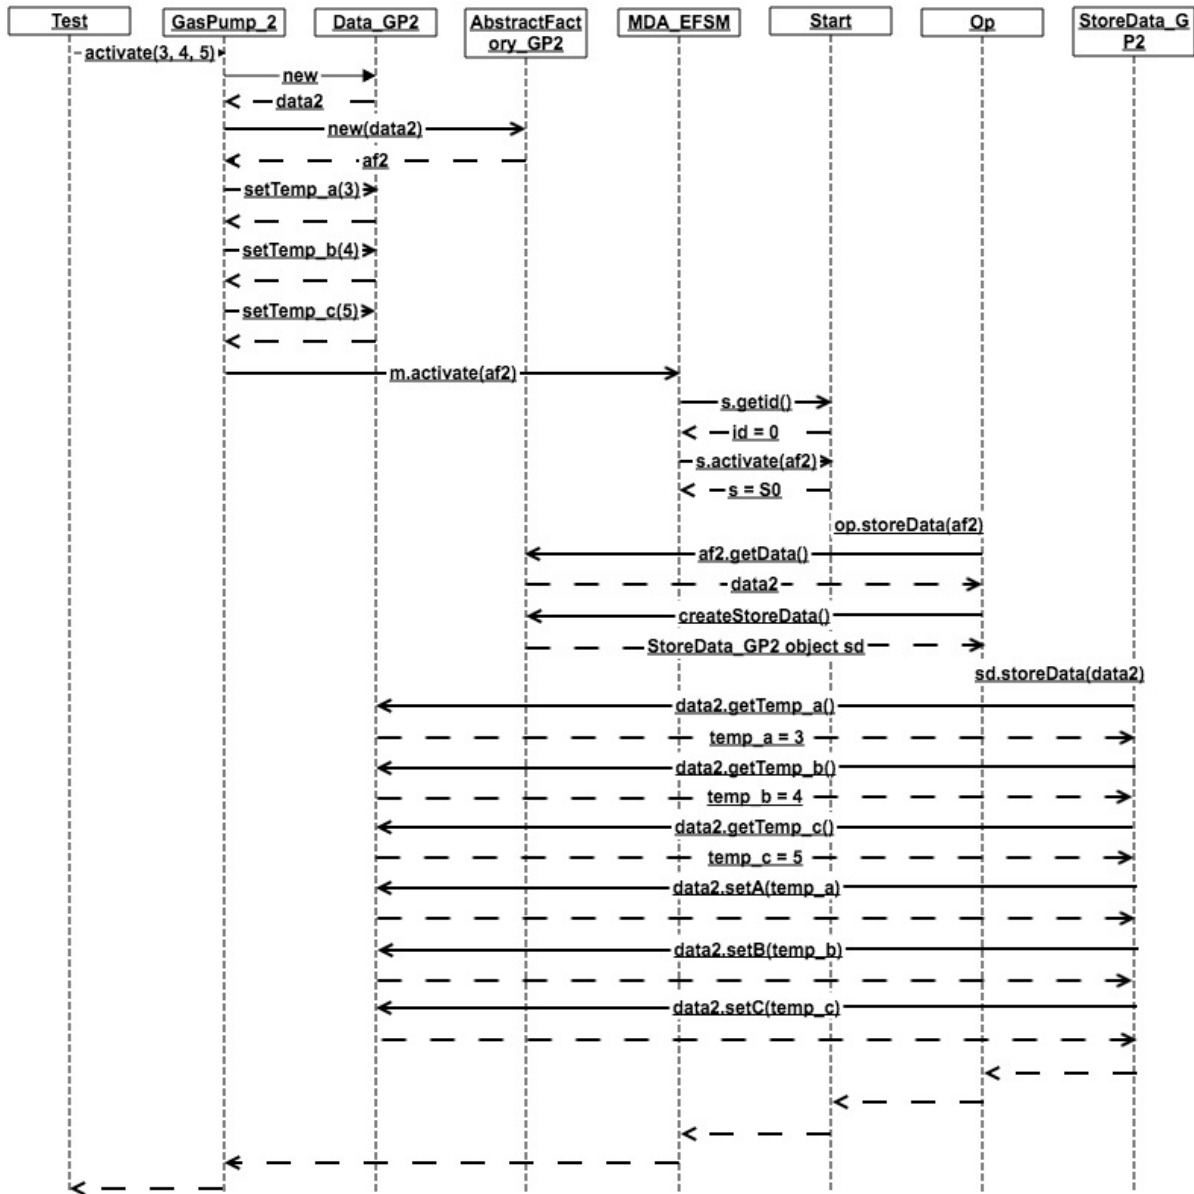 Test
GasPump_2
Data_GP2
AbstractFact
ory_GP2
MDA_EFSM
Start
Op
StoreData_G
P2
activate(3, 4, 5)
new
data2
new(data2)
af2
setTemp_a(3)
setTemp_b(4)
setTemp_c(5)
m.activate(af2)
s.getid()
id = 0
s.activate(af2)
s = S0
op.storeData(af2)
af2.getData()
data2
createStoreData()
StoreData_GP2 object sd
sd.storeData(data2)
data2.getTemp_a()
temp_a = 3
data2.getTemp_b()
temp_b = 4
data2.getTemp_c()
temp_c = 5
data2.setA(temp_a)
data2.setB(temp_b)
data2.setC(temp_c)